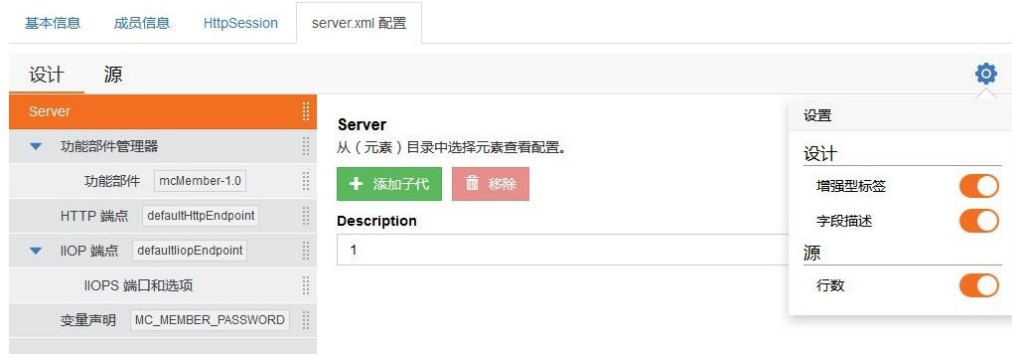 基本信息 成员信息 HttpSession server.xml 配置
设计 源
Server
功能部件管理器
功能部件 mcMember-1.0
HTTP 端点 defaultHttpEndpoint
IIOP 端点 defaultIiopEndpoint
IIOPS 端口和选项
变量声明 MC_MEMBER_PASSWORD
Server
从（元素）目录中选择元素查看配置。
添加子代 移除
Description
1
设置
设计
增强型标签
字段描述
源
行数